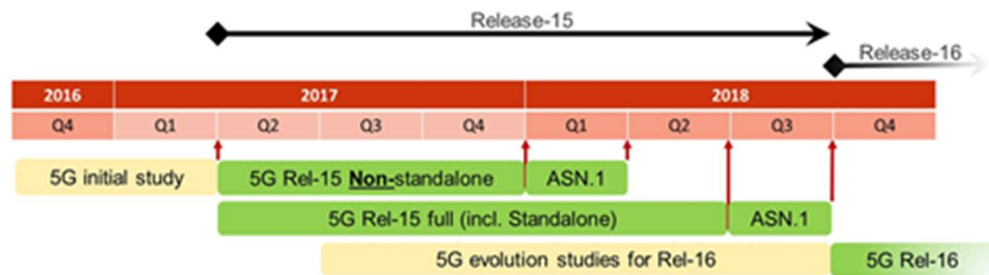 Release-15
Release-16
2016 2017 2018
Q4 Q1 Q2 Q3 Q4 Q1 Q2 Q3 Q4
5G initial study 5G Rel-15 Non-standalone ASN.1
5G Rel-15 full (incl. Standalone) ASN.1
5G evolution studies for Rel-16 5G Rel-16